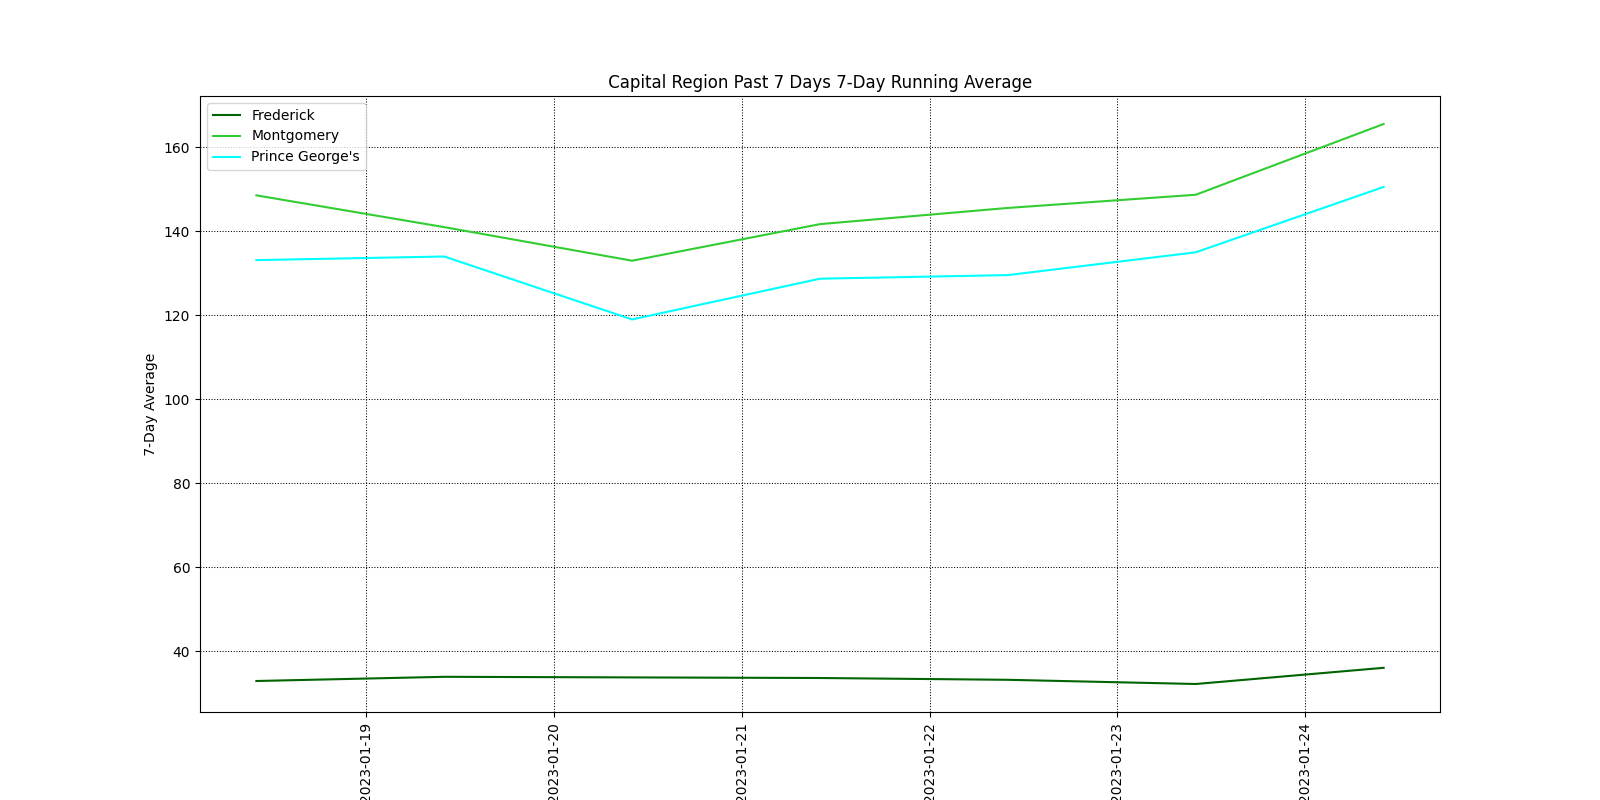 Capital Region Past 7 Days 7-Day Running Average
Frederick
Montgomery
Prince George's
7-Day Average
160
140
120
100
80
60
40
2023-01-19
2023-01-20
2023-01-21
2023-01-22
2023-01-23
2023-01-24